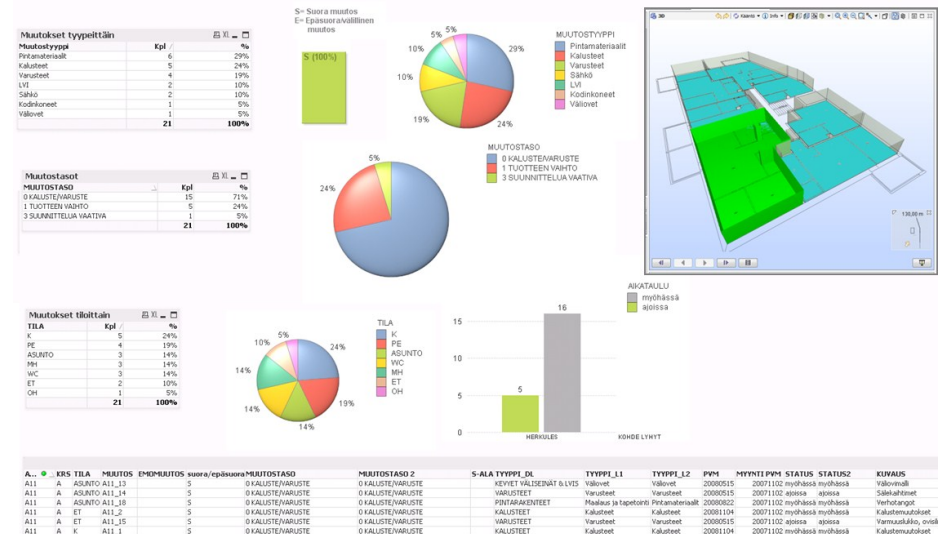 S= Suora muutos
E= Epäsuora/välillinen
muutos
Muutokset tyypeittäin
Muutostyyppi Kpl %
Pintamateriaalit 6 29%
Kalusteet 5 24%
Varusteet 4 19%
LVI 2 10%
Sähkö 2 10%
Kodinkoneet 1 5%
Väliovet 1 5%
21 100%
S (100%)
5% 5%
10%
29%
10%
19%
24%
MUUTOSTYYPPI
Pintamateriaalit
Kalusteet
Varusteet
Sähkö
LVI
Kodinkoneet
Väliovet
3D
Info
130,00 m
Muutostasot
MUUTOSTASO Kpl %
0 KALUSTE/VARUSTE 15 71%
1 TUOTTEEN VAIHTO 5 24%
3 SUUNNITTELUA VAATIVA 1 5%
21 100%
5%
24%
MUUTOSTASO
0 KALUSTE/VARUSTE
1 TUOTTEEN VAIHTO
3 SUUNNITTELUA VAATIVA
Muutokset tiloittain
TILA Kpl %
K 5 24%
PE 4 19%
ASUNTO 3 14%
MH 3 14%
WC 3 14%
ET 2 10%
OH 1 5%
21 100%
5%
10%
24%
14%
14%
19%
14%
TILA
K
PE
ASUNTO
WC
MH
ET
OH
AIKATAULU
myöhässä
ajoissa
16
15
10
5
5
0
HERKULES KOHDE LYHYT
A... KRS TILA MUUTOS EMOMUUTOS suora/epäsuora MUUTOSTASO MUUTOSTASO 2 S-ALA TYYPPI_DL TYYPPI_L1 TYYPPI_L2 PVM MYYNTI PVM STATUS STATUS2 KUVAUS
A11 A ASUNTO A11_13 S 0 KALUSTE/VARUSTE 0 KALUSTE/VARUSTE KEVYET VÄLISEINÄT & LVIS Väliovet Väliovet 20080515 20071102 myöhässä myöhässä Väliovimalli
A11 A ASUNTO A11_14 S 0 KALUSTE/VARUSTE 0 KALUSTE/VARUSTE VARUSTEET Varusteet Varusteet 20080515 20071102 ajoissa ajoissa Sälekaihtimet
A11 A ASUNTO A11_18 S 0 KALUSTE/VARUSTE 0 KALUSTE/VARUSTE PINTARAKENTEET Maalaus ja tapetointi Pintamateriaalit 20080822 20071102 myöhässä myöhässä Verhotangot
A11 A ET A11_2 S 0 KALUSTE/VARUSTE 0 KALUSTE/VARUSTE KALUSTEET Kalusteet Kalusteet 20081104 20071102 myöhässä myöhässä Kalustemuutokset
A11 A ET A11_15 S 0 KALUSTE/VARUSTE 0 KALUSTE/VARUSTE VARUSTEET Varusteet Varusteet 20080515 20071102 ajoissa ajoissa Varmuuslukko, ovisil
A11 A K A11_1 S 0 KALUSTE/VARUSTE 0 KALUSTE/VARUSTE KALUSTEET Kalusteet Kalusteet 20081104 20071102 myöhässä myöhässä Kalustemuutokset